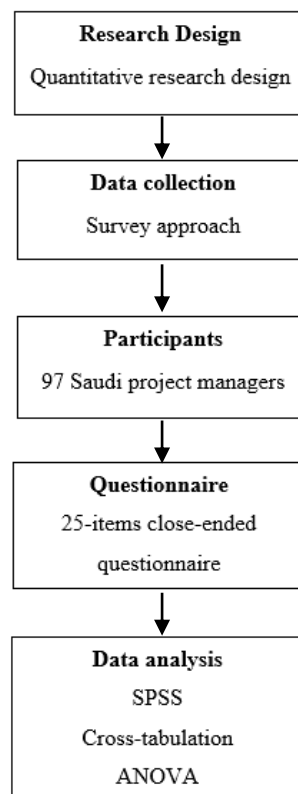 Research Design
Quantitative research design
Data collection
Survey approach
Participants
97 Saudi project managers
Questionnaire
25-items close-ended
questionnaire
Data analysis
SPSS
Cross-tabulation
ANOVA